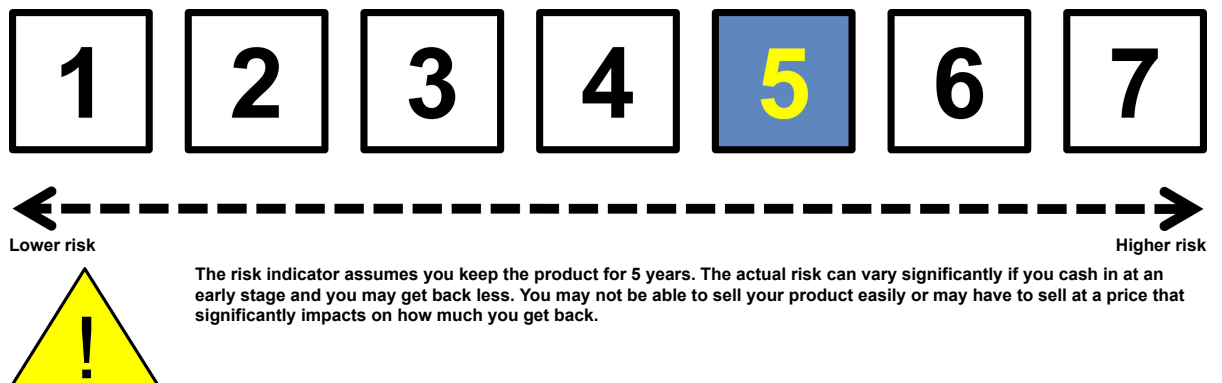 1 2 3 4 5 6 7
Lower risk Higher risk
The risk indicator assumes you keep the product for 5 years. The actual risk can vary significantly if you cash in at an
early stage and you may get back less. You may not be able to sell your product easily or may have to sell at a price that
significantly impacts on how much you get back.
!